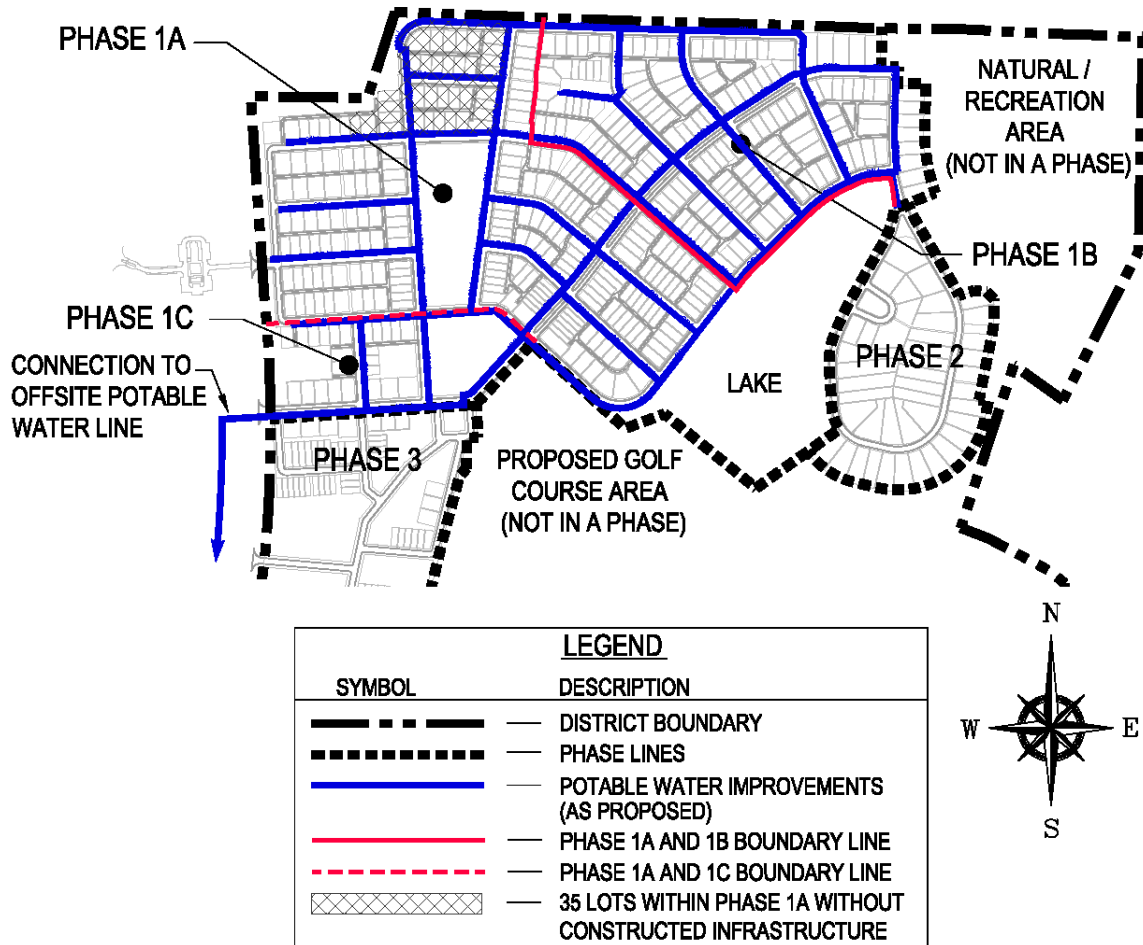 PHASE 1A
NATURAL /
RECREATION
AREA
(NOT IN A PHASE)
PHASE 1B
PHASE 1C
CONNECTION TO
OFFSITE POTABLE
WATER LINE
PHASE 2
LAKE
PHASE 3
PROPOSED GOLF
COURSE AREA
(NOT IN A PHASE)
LEGEND
SYMBOL DESCRIPTION
DISTRICT BOUNDARY
PHASE LINES
POTABLE WATER IMPROVEMENTS
(AS PROPOSED)
PHASE 1A AND 1B BOUNDARY LINE
PHASE 1A AND 1C BOUNDARY LINE
35 LOTS WITHIN PHASE 1A WITHOUT
CONSTRUCTED INFRASTRUCTURE
N
W E
S